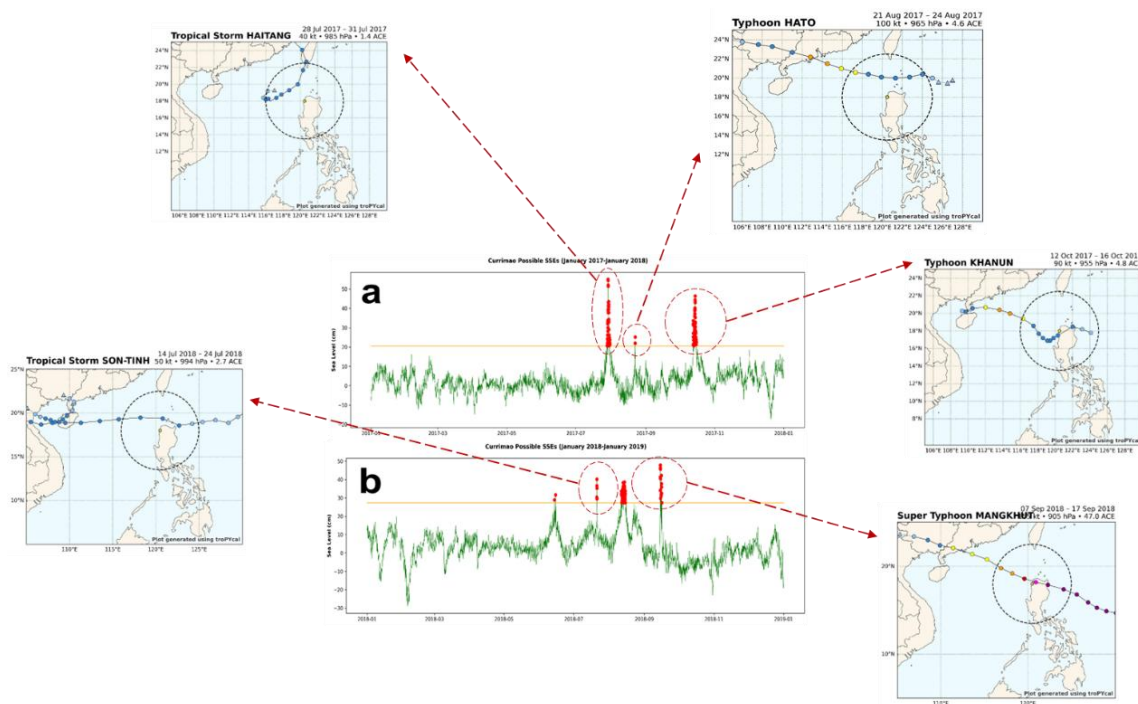 28 Jul 2017 – 31 Jul 2017
Tropical Storm HAITANG
40 kt • 985 hPa • 1.4 ACE
24°N
22°N
20°N
18°N
16°N
14°N
12°N
Plot generated using troPYcal
106°E 108°E 110°E 112°E 114°E 116°E 118°E 120°E 122°E 124°E 126°E 128°E
21 Aug 2017 – 24 Aug 2017
Typhoon HATO
100 kt • 965 hPa • 4.6 ACE
24°N
22°N
20°N
18°N
16°N
14°N
12°N
Plot generated using troPYcal
106°E 108°E 110°E 112°E 114°E 116°E 118°E 120°E 122°E 124°E 126°E 128°E
Currimao Possible SSEs (January 2017-January 2018)
a
Sea Level (cm)
50
40
30
20
10
0
-10
2017-03
2017-05
2017-07
2017-09
2017-11
2018-01
12 Oct 2017 – 16 Oct
Typhoon KHANUN
90 kt • 955 hPa • 4.8 AC
24°N
22°N
20°N
18°N
16°N
14°N
12°N
10°N
8°N
6°N
Plot generated using troPYcal
106°E 108°E 110°E 112°E 114°E 116°E 118°E 120°E 122°E 124°E 126°E 128°E
14 Jul 2018 – 24 Jul 2018
Tropical Storm SON-TINH
50 kt • 994 hPa • 2.7 ACE
25°N
20°N
15°N
10°N
Plot generated using troPYcal
110°E
115°E
120°E
125°E
Currimao Possible SSEs (January 2018-January 2019)
b
Sea Level (cm)
50
40
30
20
10
0
-10
-20
-30
2018-01
2018-03
2018-05
2018-07
2018-09
2018-11
2019-01
07 Sep 2018 – 17 Sep 2018
Super Typhoon MANGKHUT
kt • 905 hPa • 47.8 ACE
20°N
10°N
Plot generated using troPYcal
110°E